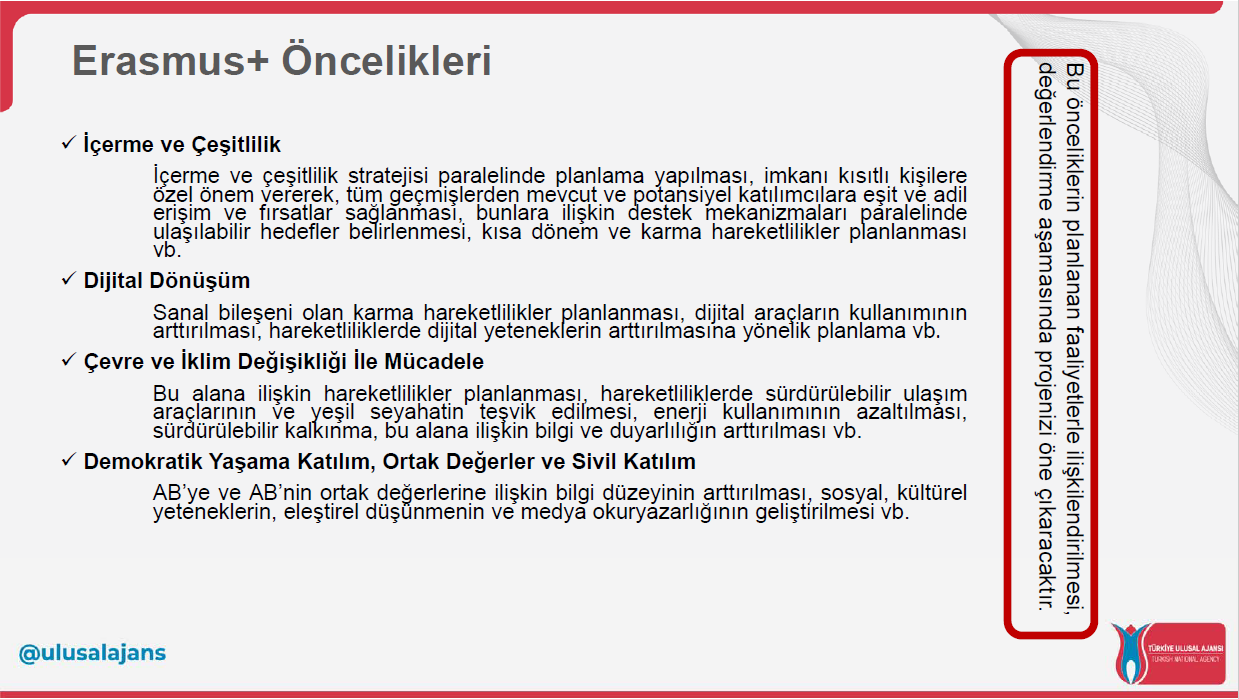 Erasmus+ Öncelikleri
✓ İçerme ve Çeşitlilik
İçerme ve çeşitlilik stratejisi paralelinde planlama yapılması, imkanı kısıtlı kişilere
özel önem vererek, tüm geçmişlerden mevcut ve potansiyel katılımcılara eşit ve adil
erişim ve fırsatlar sağlanması, bunlara ilişkin destek mekanizmaları paralelinde
ulaşılabilir hedefler belirlenmesi, kısa dönem ve karma hareketlilikler planlanması
vb.
✓ Dijital Dönüşüm
Sanal bileşeni olan karma hareketlilikler planlanması, dijital araçların kullanımının
arttırılması, hareketliliklerde dijital yeteneklerin arttırılmasına yönelik planlama vb.
✓ Çevre ve İklim Değişikliği İle Mücadele
Bu alana ilişkin hareketlilikler planlanması, hareketliliklerde sürdürülebilir ulaşım
araçlarının ve yeşil seyahatin teşvik edilmesi, enerji kullanımının azaltılması,
sürdürülebilir kalkınma, bu alana ilişkin bilgi ve duyarlılığın arttırılması vb.
✓ Demokratik Yaşama Katılım, Ortak Değerler ve Sivil Katılım
AB’ye ve AB’nin ortak değerlerine ilişkin bilgi düzeyinin arttırılması, sosyal, kültürel
yeteneklerin, eleştirel düşünmenin ve medya okuryazarlığının geliştirilmesi vb.
Bu önceliklerin planlanan faaliyetlerle ilişkilendirilmesi,
değerlendirme aşamasında projenizi öne çıkaracaktır.
@ulusalajans
TÜRKİYE ULUSAL AJANSI
TURKISH NATIONAL AGENCY